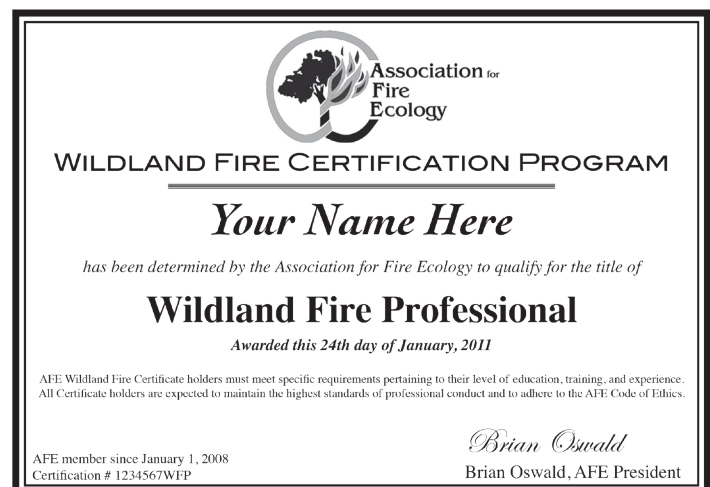 Association for
Fire
Ecology
WILDLAND FIRE CERTIFICATION PROGRAM
Your Name Here
has been determined by the Association for Fire Ecology to qualify for the title of
Wildland Fire Professional
Awarded this 24th day of January, 2011
AFE Wildland Fire Certificate holders must meet specific requirements pertaining to their level of education, training, and experience.
All Certificate holders are expected to maintain the highest standards of professional conduct and to adhere to the AFE Code of Ethics.
Brian Oswald
AFE member since January 1, 2008
Certification # 1234567WFP
Brian Oswald, AFE President